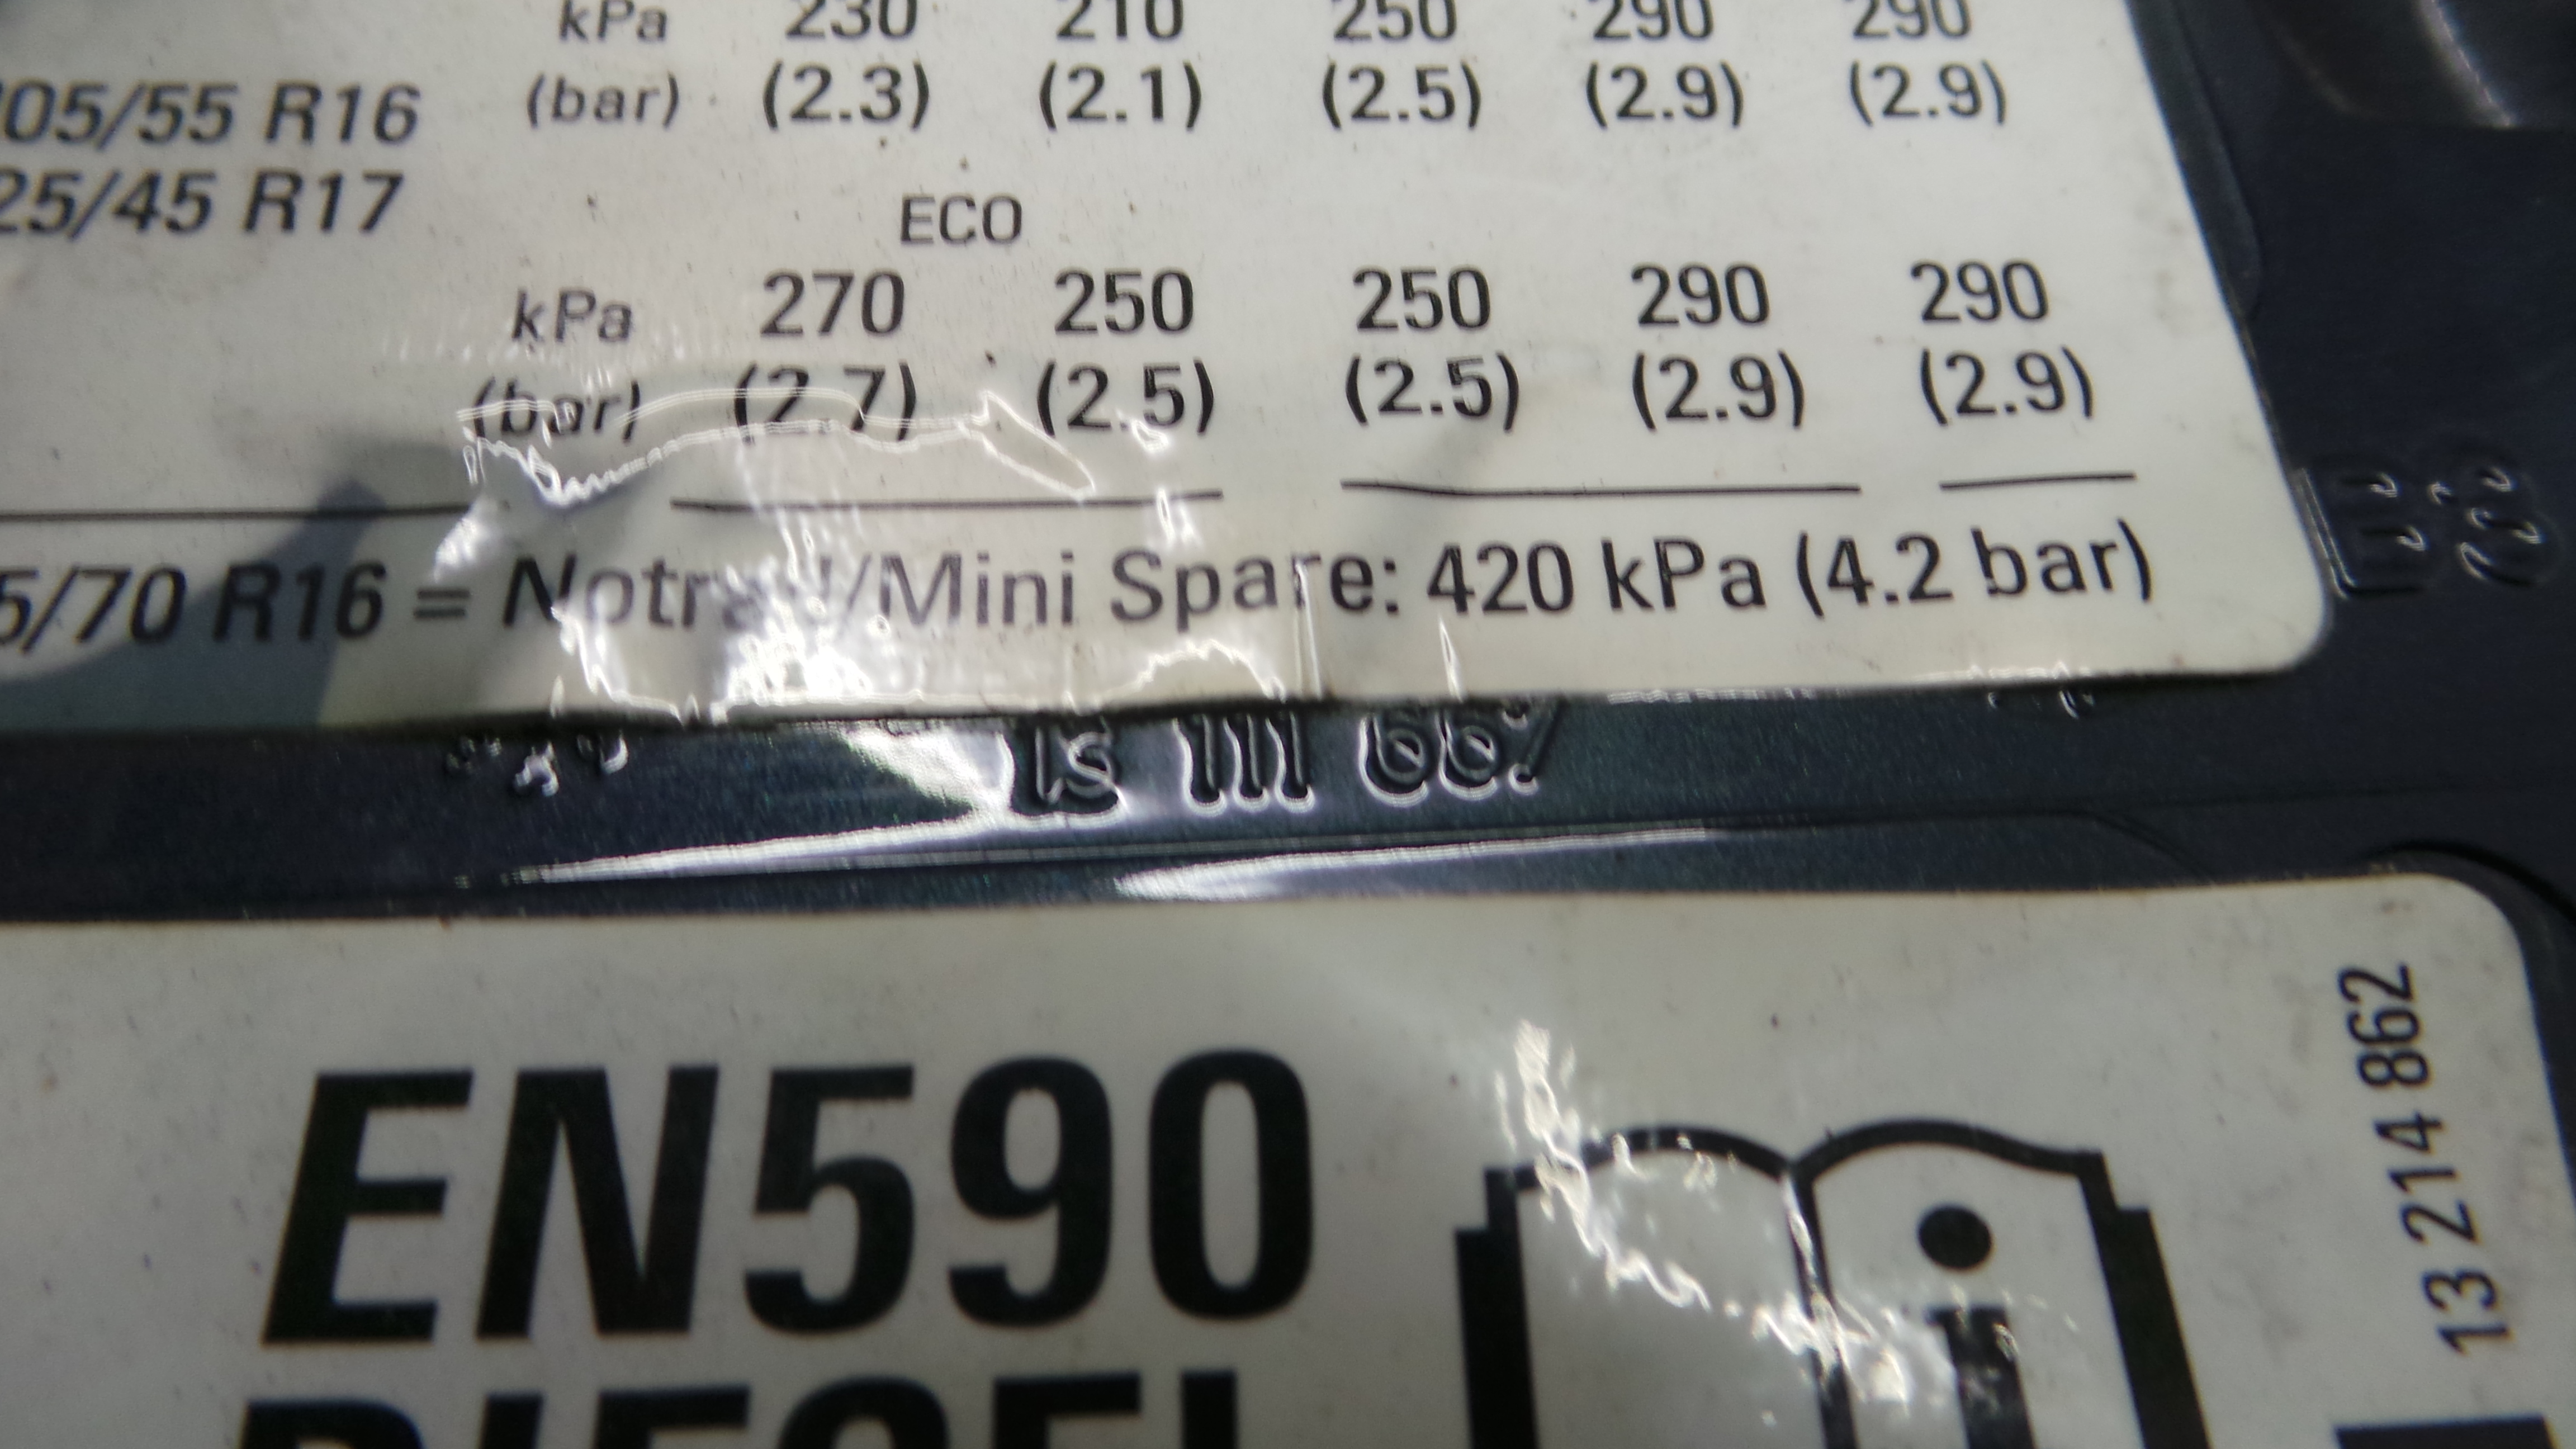 kPa 230 210 250 290 290
05/55 R16 (bar) (2.3) (2.1) (2.5) (2.9) (2.9)
25/45 R17
ECO
kPa 270 250 250 290 290
(bar) (2.7) (2.5) (2.5) (2.9) (2.9)
5/70 R16 = Notrad/Mini Spare: 420 kPa (4.2 bar)
EN590
DIESEL
13 214 862